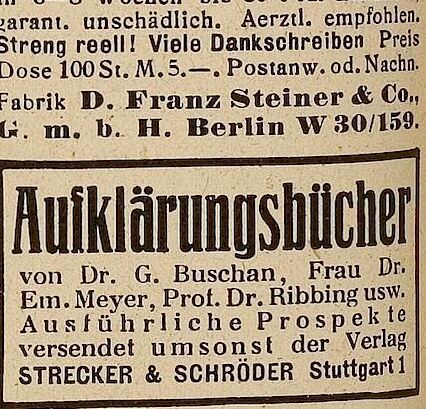 garant. unschädlich. Aerztl. empfohlen.
Streng reell! Viele Dankschreiben Preis
Dose 100 St. M. 5.—. Postanw. od. Nachn.
Fabrik D. Franz Steiner & Co.,
G. m. b. H. Berlin W 30/159.
Aufklärungsbücher
von Dr. G. Buschan, Frau Dr.
Em. Meyer, Prof. Dr. Ribbing usw.
Ausführliche Prospekte
versendet umsonst der Verlag
STRECKER & SCHRÖDER Stuttgart 1